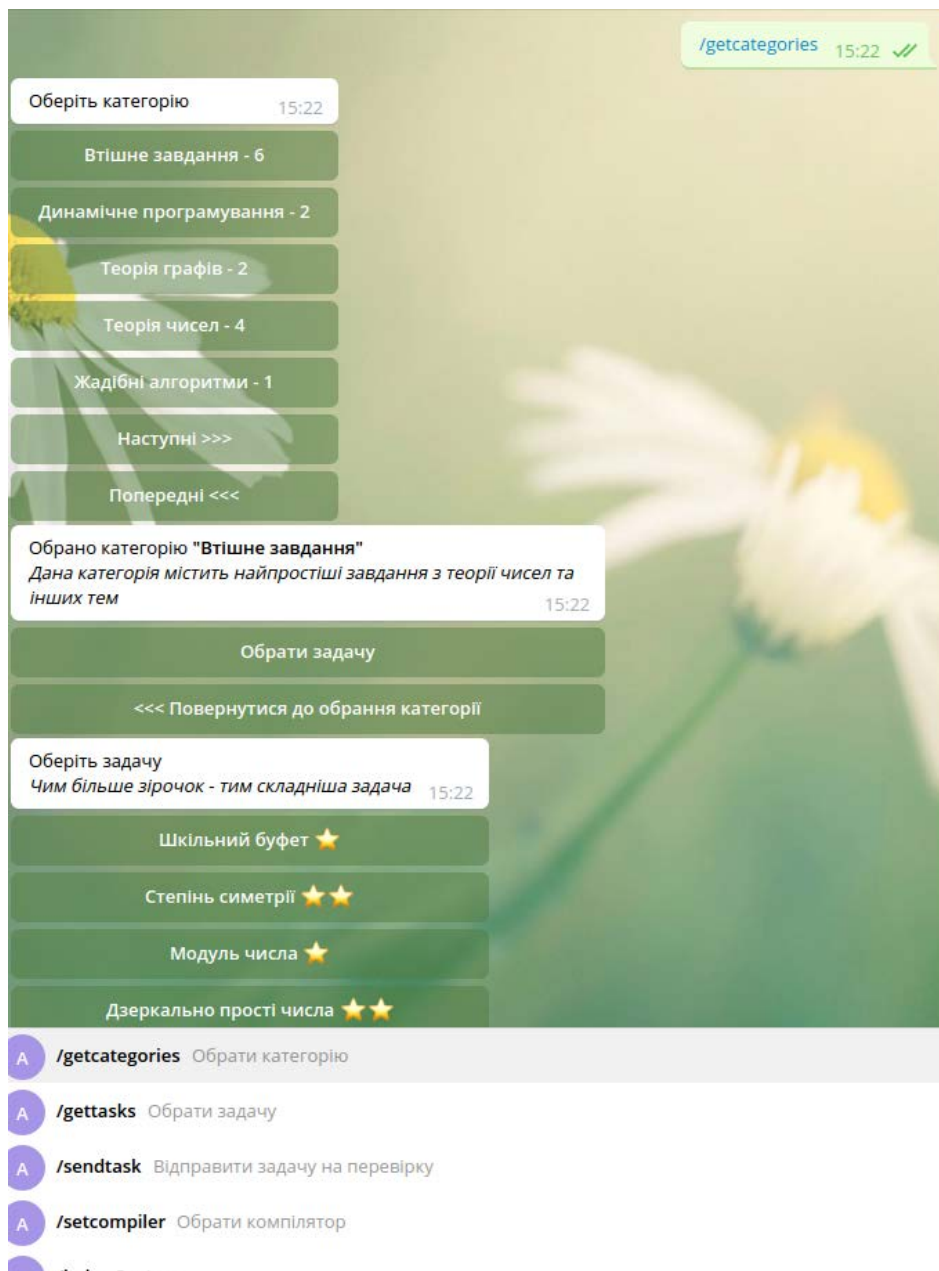 /getcategories 15:22
Оберіть категорію 15:22
Втішне завдання - 6
Динамічне програмування - 2
Теорія графів - 2
Теорія чисел - 4
Жадібні алгоритми - 1
Наступні >>>
Попередні <<<
Обрано категорію "Втішне завдання"
Дана категорія містить найпростіші завдання з теорії чисел та
інших тем 15:22
Обрати задачу
<<< Повернутися до обрання категорії
Оберіть задачу
Чим більше зірочок - тим складніша задача 15:22
Шкільний буфет ⭐
Степінь симетрії ⭐⭐
Модуль числа ⭐
Дзеркально прості числа ⭐⭐
A /getcategories Обрати категорію
A /gettasks Обрати задачу
A /sendtask Відправити задачу на перевірку
A /setcompiler Обрати компілятор